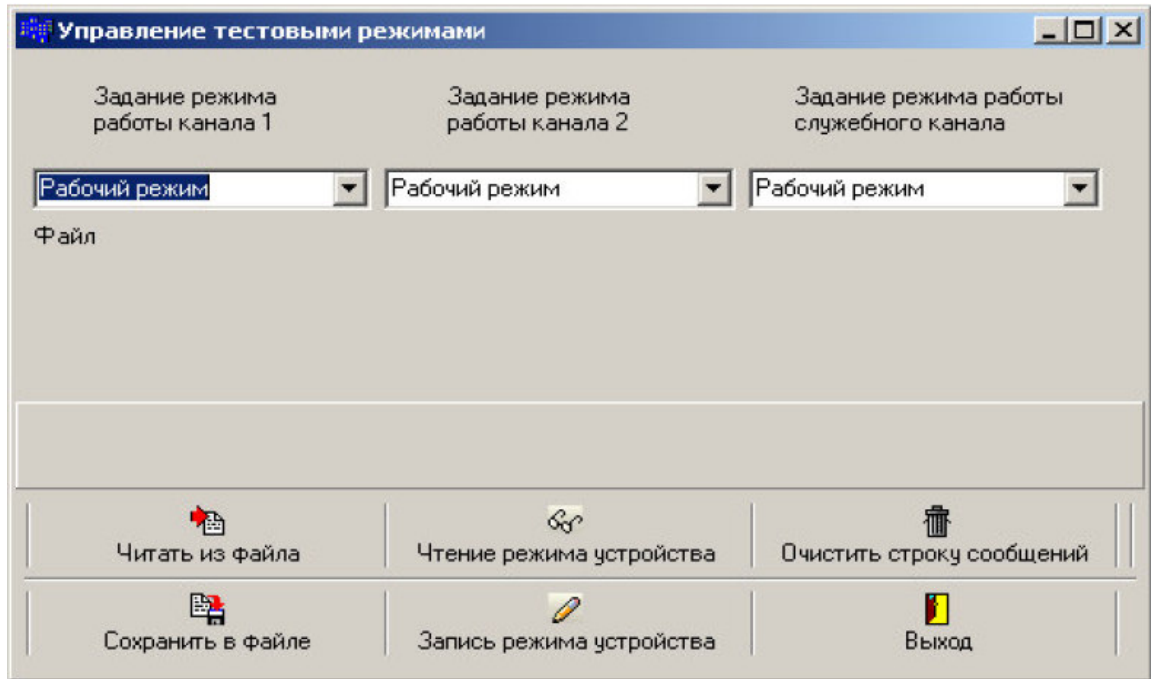 Управление тестовыми режимами
Задание режима
работы канала 1
Задание режима
работы канала 2
Задание режима работы
служебного канала
Рабочий режим
Рабочий режим
Рабочий режим
Файл
Читать из файла
Чтение режима устройства
Очистить строку сообщений
Сохранить в файле
Запись режима устройства
Выход